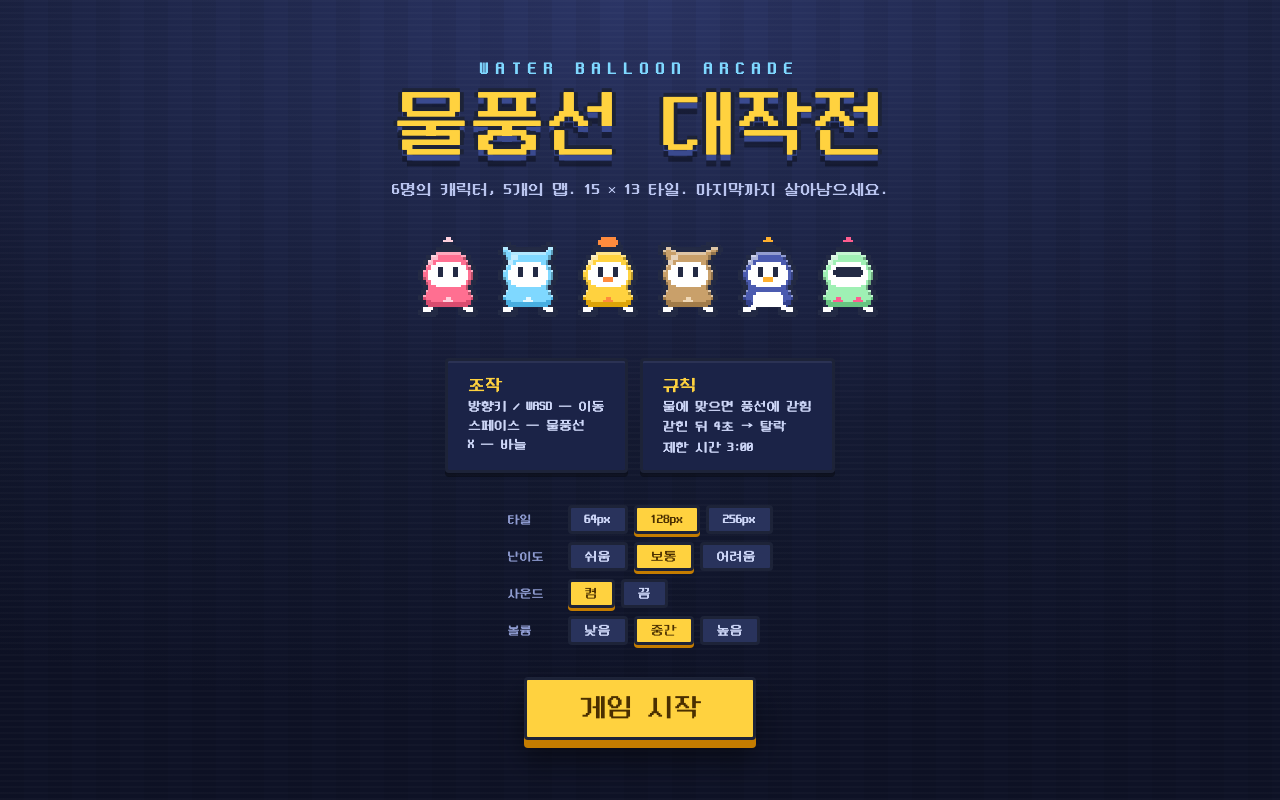 WATER BALLOON ARCADE
물풍선 대작전
6명의 캐릭터, 5개의 맵. 15 × 13 타일. 마지막까지 살아남으세요.
조작
방향키 / WASD — 이동
스페이스 — 물풍선
X — 바늘
규칙
물에 맞으면 풍선에 갇힘
갇힌 뒤 4초 → 탈락
제한 시간 3:00
타일 64px 128px 256px
난이도 쉬움 보통 어려움
사운드 켬 끔
볼륨 낮음 중간 높음
게임 시작